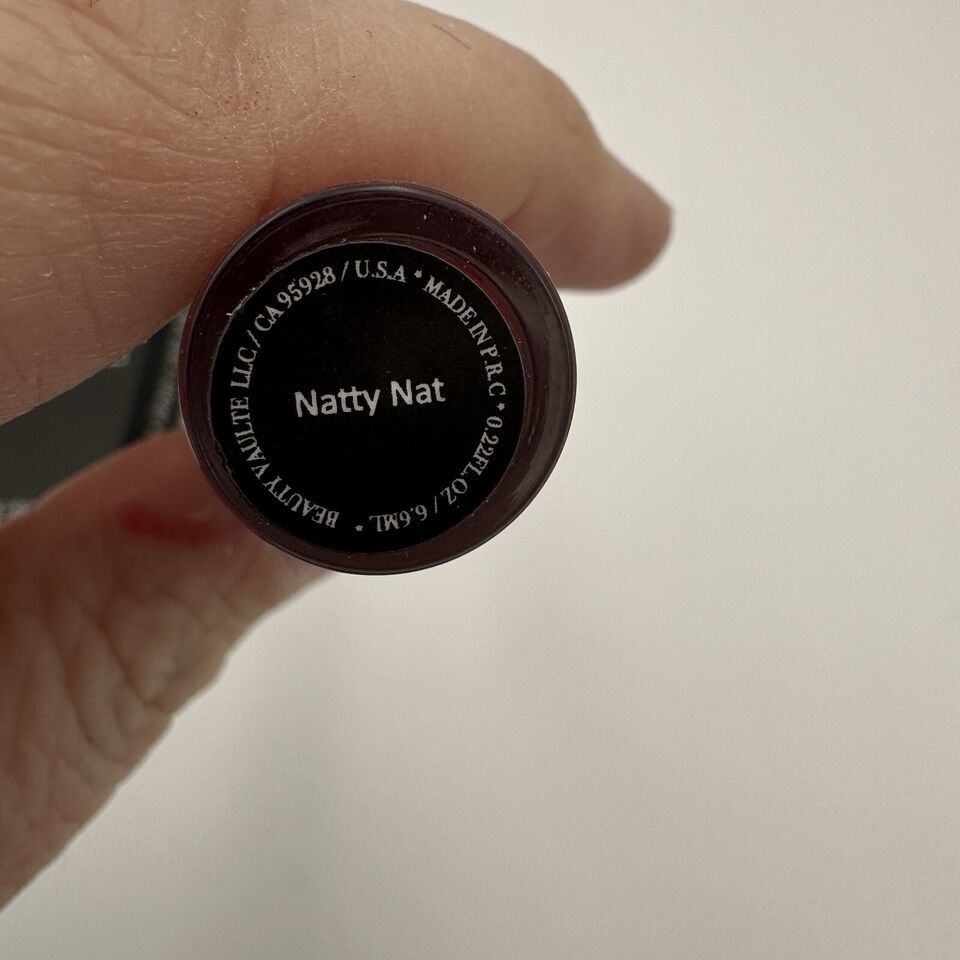 Natty Nat
BEAUTY VAULTE LLC / CA 95928 / U.S.A * MADE IN P.R.C * 0.22FL.OZ / 6.6ML *